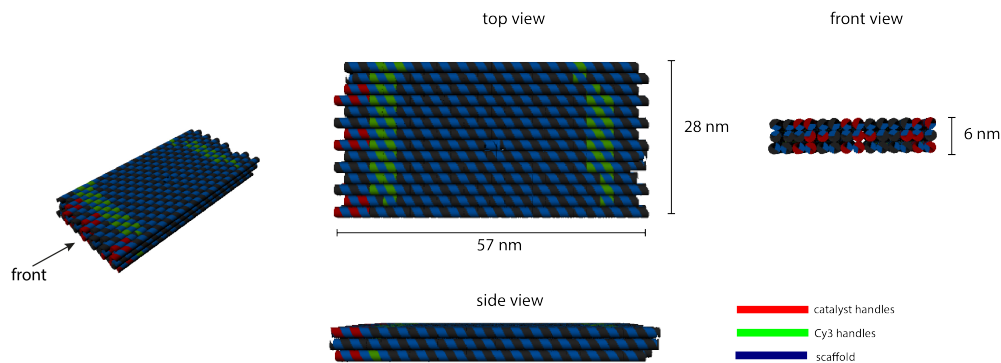 top view
front view
28 nm
6 nm
57 nm
front
side view
catalyst handles
Cy3 handles
scaffold